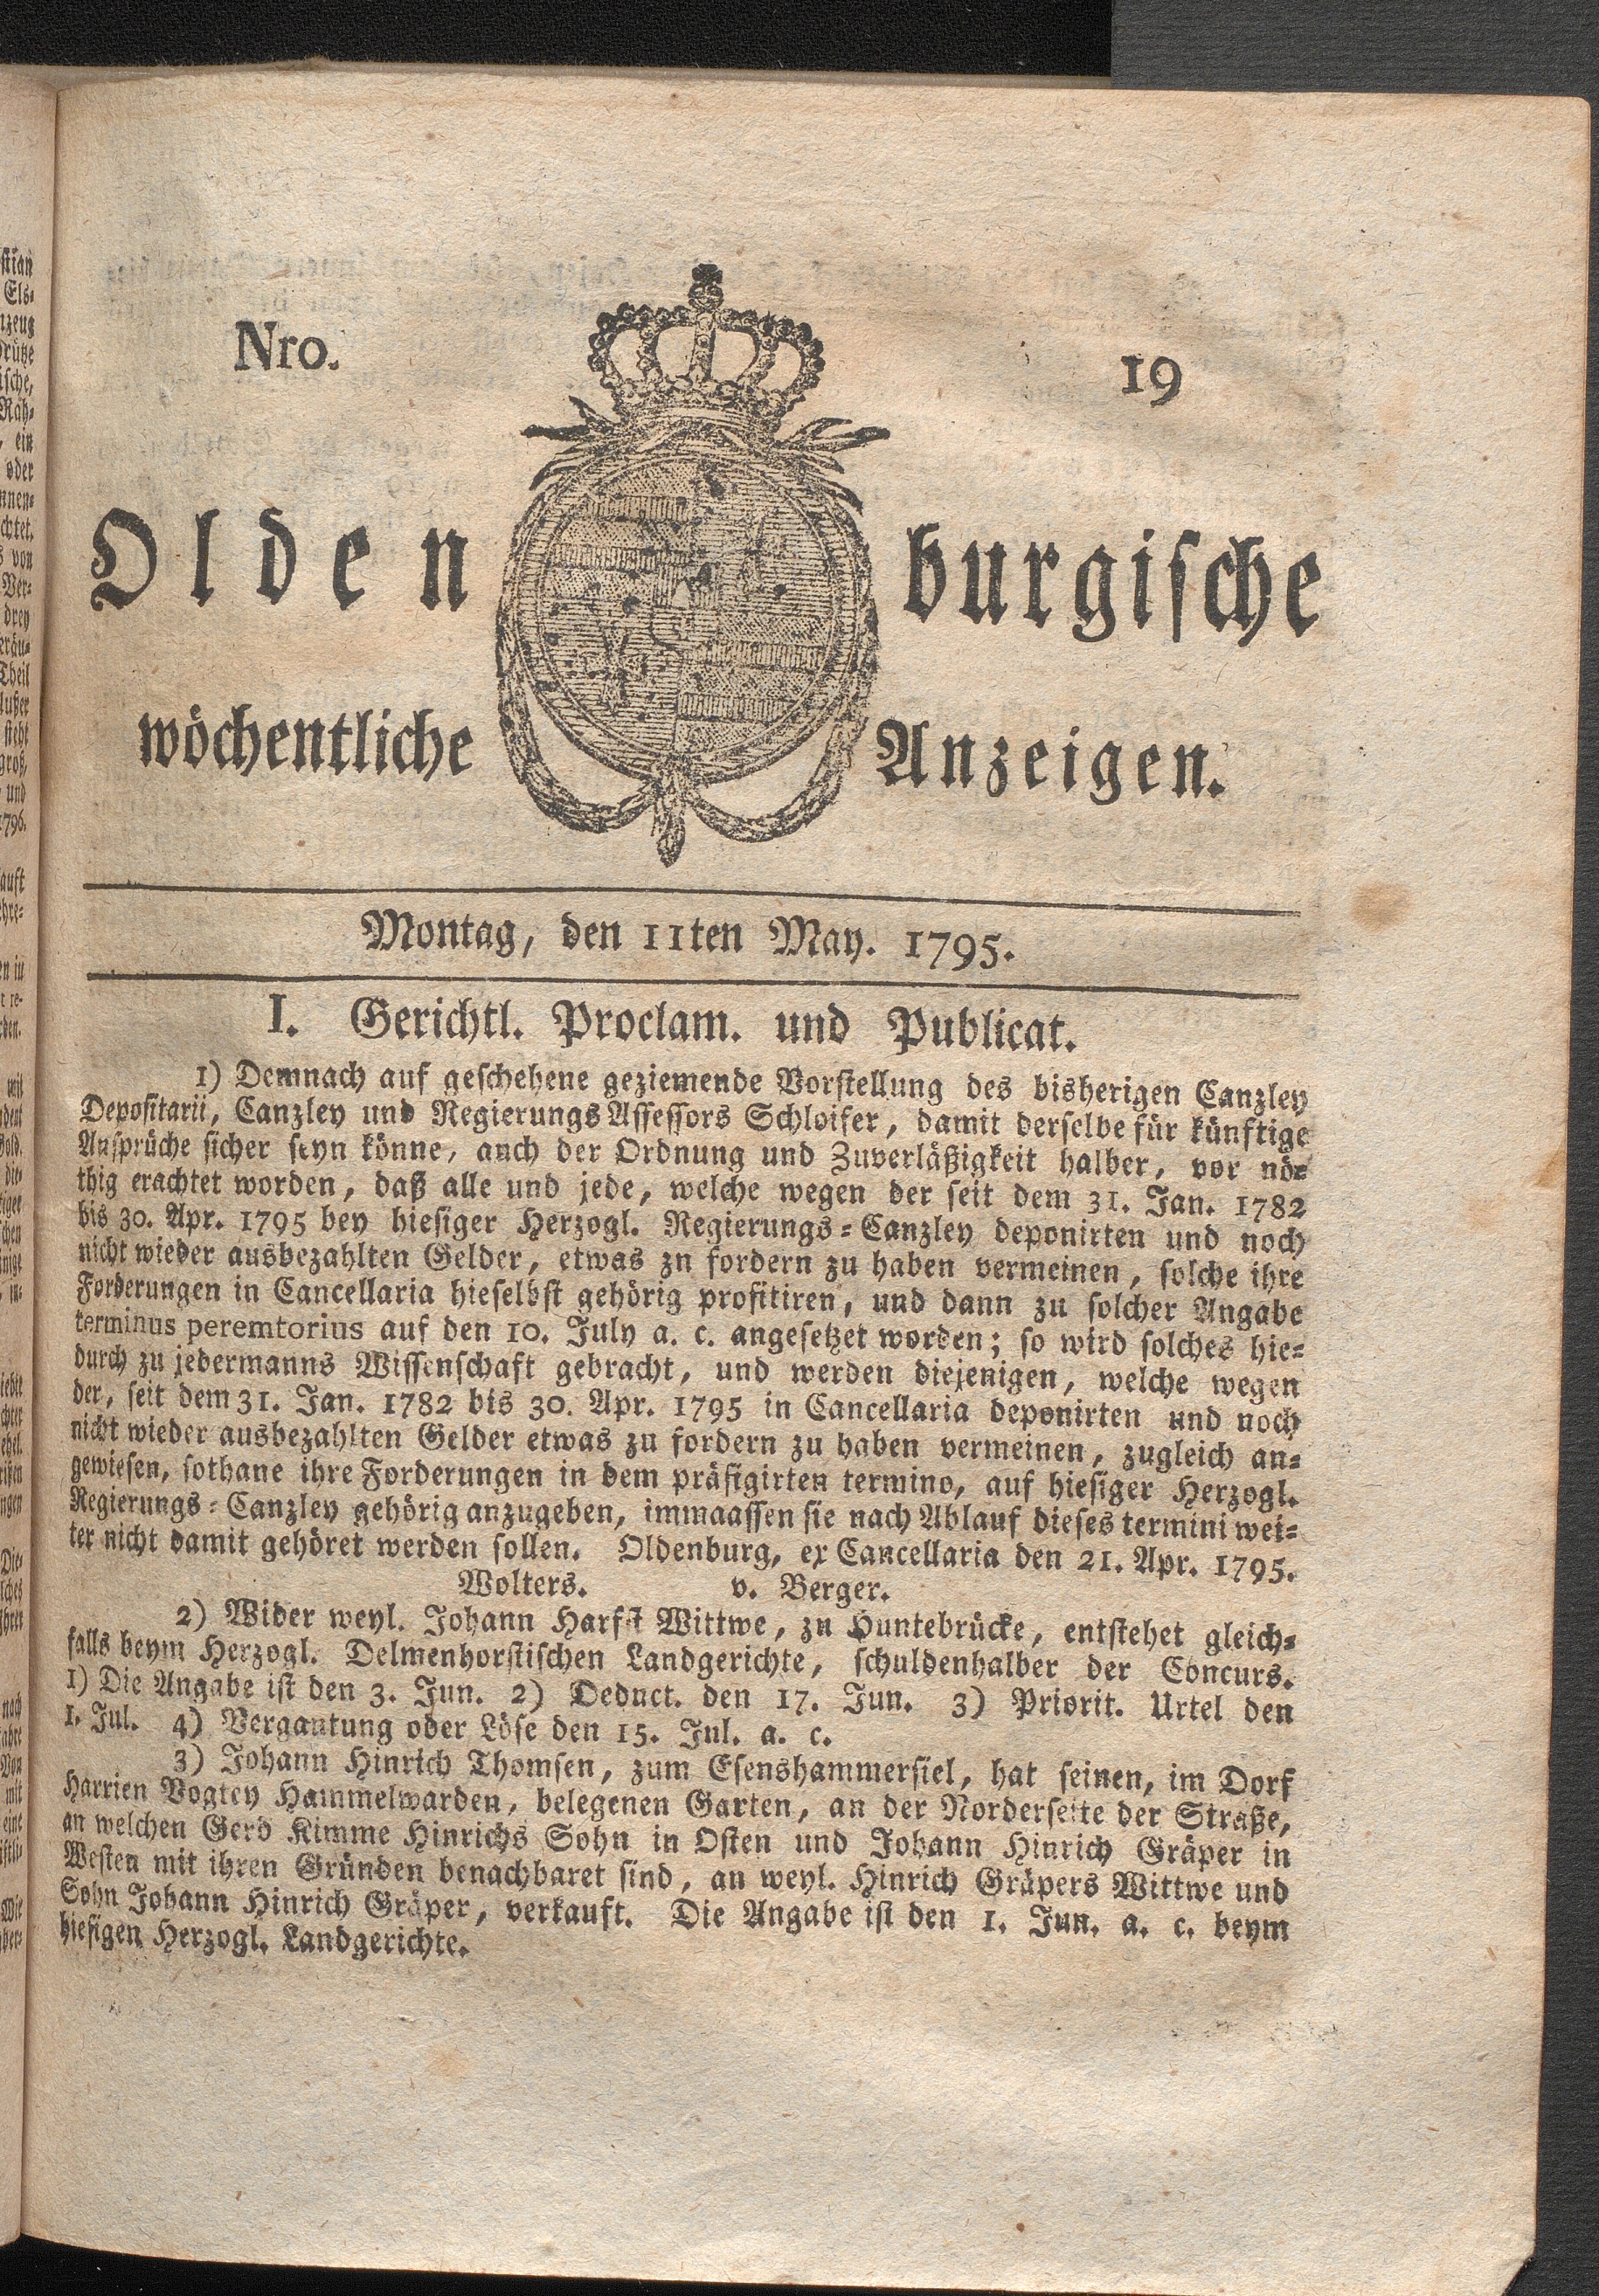 Nro. 19
Oldenburgische
wöchentliche Anzeigen.
Montag, den 11ten May. 1795.
I. Gerichtl. Proclam. und Publicat.
1) Demnach auf geschehene geziemende Vorstellung des bisherigen Canzley
Depositarii, Canzley und RegierungsAssessors Schloifer, damit derselbe für künftige
Ansprüche sicher seyn könne, auch der Ordnung und Zuverläßigkeit halber, vor nö-
thig erachtet worden, daß alle und jede, welche wegen der seit dem 31. Jan. 1782
bis 30. Apr. 1795 bey hiesiger Herzogl. Regierungs-Canzley deponirten und noch
nicht wieder ausbezahlten Gelder, etwas zn fordern zu haben vermeinen, solche ihre
Forderungen in Cancellaria hieselbst gehörig profitiren, und dann zu solcher Angabe
terminus peremtorius auf den 10. July a. c. angesetzet worden; so wird solches hie-
durch zu jedermanns Wissenschaft gebracht, und werden diejenigen, welche wegen
der, seit dem 31. Jan. 1782 bis 30. Apr. 1795 in Cancellaria deponirten und noch
nicht wieder ausbezahlten Gelder etwas zu fordern zu haben vermeinen, zugleich an-
gewiesen, sothane ihre Forderungen in dem präfigirten termino, auf hiesiger Herzogl.
Regierungs-Canzley gehörig anzugeben, immaassen sie nach Ablauf dieses termini wei-
ter nicht damit gehöret werden sollen. Oldenburg, ex Cancellaria den 21. Apr. 1795.
Wolters. v. Berger.
2) Wider weyl. Johann Harfst Wittwe, zu Huntebrücke, entstehet gleich-
falls beym Herzogl. Delmenhorstischen Landgerichte, schuldenhalber der Concurs.
1) Die Angabe ist den 3. Jun. 2) Deduct. den 17. Jun. 3) Priorit. Urtel den
1. Jul. 4) Vergantung oder Löse den 15. Jul. a. c.
3) Johann Hinrich Thomsen, zum Esenshammersiel, hat seinen, im Dorf
Harrien Vogtey Hammelwarden, belegenen Garten, an der Norderseite der Straße,
an welchen Gerd Kimme Hinrichs Sohn in Osten und Johann Hinrich Gräper in
Westen mit ihren Gründen benachbaret sind, an weyl. Hinrich Gräpers Wittwe und
Sohn Johann Hinrich Gräper, verkauft. Die Angabe ist den 1. Jun. a. c. beym
hiesigen Herzogl. Landgerichte.